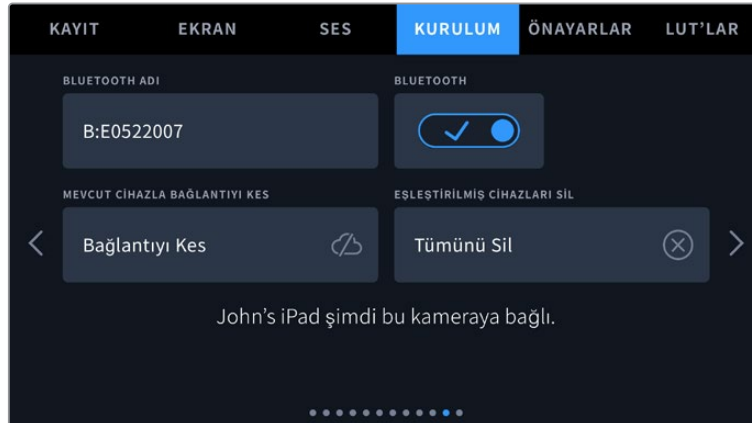 KAYIT EKRAN SES KURULUM ÖNAYARLAR LUT'LAR
BLUETOOTH ADI BLUETOOTH
B:E0522007
MEVCUT CİHAZLA BAĞLANTIYI KES EŞLEŞTİRİLMİŞ CİHAZLARI SİL
Bağlantıyı Kes Tümünü Sil
John's iPad şimdi bu kameraya bağlı.